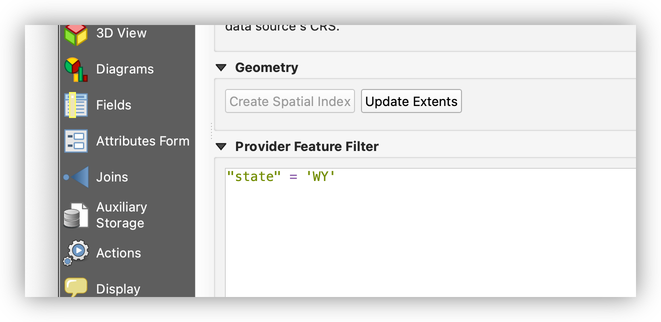 data source's CRS.
3D View
Diagrams
Fields
Attributes Form
Joins
Auxiliary
Storage
Actions
Display
Geometry
Create Spatial Index
Update Extents
Provider Feature Filter
"state" = 'WY'